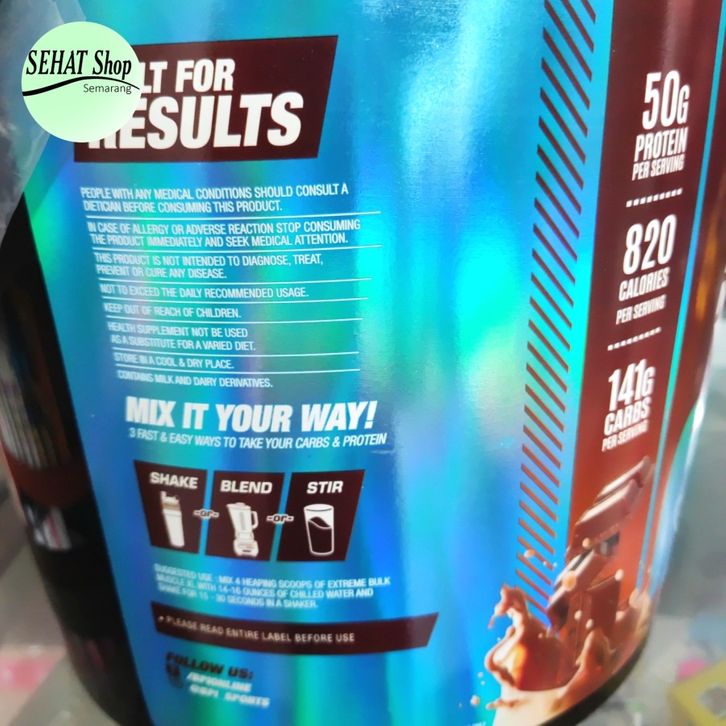 SEHAT Shop
Semarang
LT FOR
RESULTS
PEOPLE WITH ANY MEDICAL CONDITIONS SHOULD CONSULT A
DIETICIAN BEFORE CONSUMING THIS PRODUCT.
IN CASE OF ALLERGY OR ADVERSE REACTION STOP CONSUMING
THE PRODUCT IMMEDIATELY AND SEEK MEDICAL ATTENTION.
THIS PRODUCT IS NOT INTENDED TO DIAGNOSE, TREAT,
PREVENT OR CURE ANY DISEASE.
NOT TO EXCEED THE DAILY RECOMMENDED USAGE.
KEEP OUT OF REACH OF CHILDREN.
HEALTH SUPPLEMENT NOT BE USED
AS A SUBSTITUTE FOR A VARIED DIET.
STORE IN A COOL & DRY PLACE.
CONTAINS MILK AND DAIRY DERIVATIVES.
MIX IT YOUR WAY!
3 FAST & EASY WAYS TO TAKE YOUR CARBS & PROTEIN
SHAKE -or- BLEND -or- STIR
SUGGESTED USE : MIX 4 HEAPING SCOOPS OF EXTREME BULK
MUSCLE XL WITH 14-16 OUNCES OF CHILLED WATER AND
SHAKE FOR 15 - 30 SECONDS IN A SHAKER.
PLEASE READ ENTIRE LABEL BEFORE USE
FOLLOW US:
50G
PROTEIN
PER SERVING
820
CALORIES
PER SERVING
141G
CARBS
PER SERVING